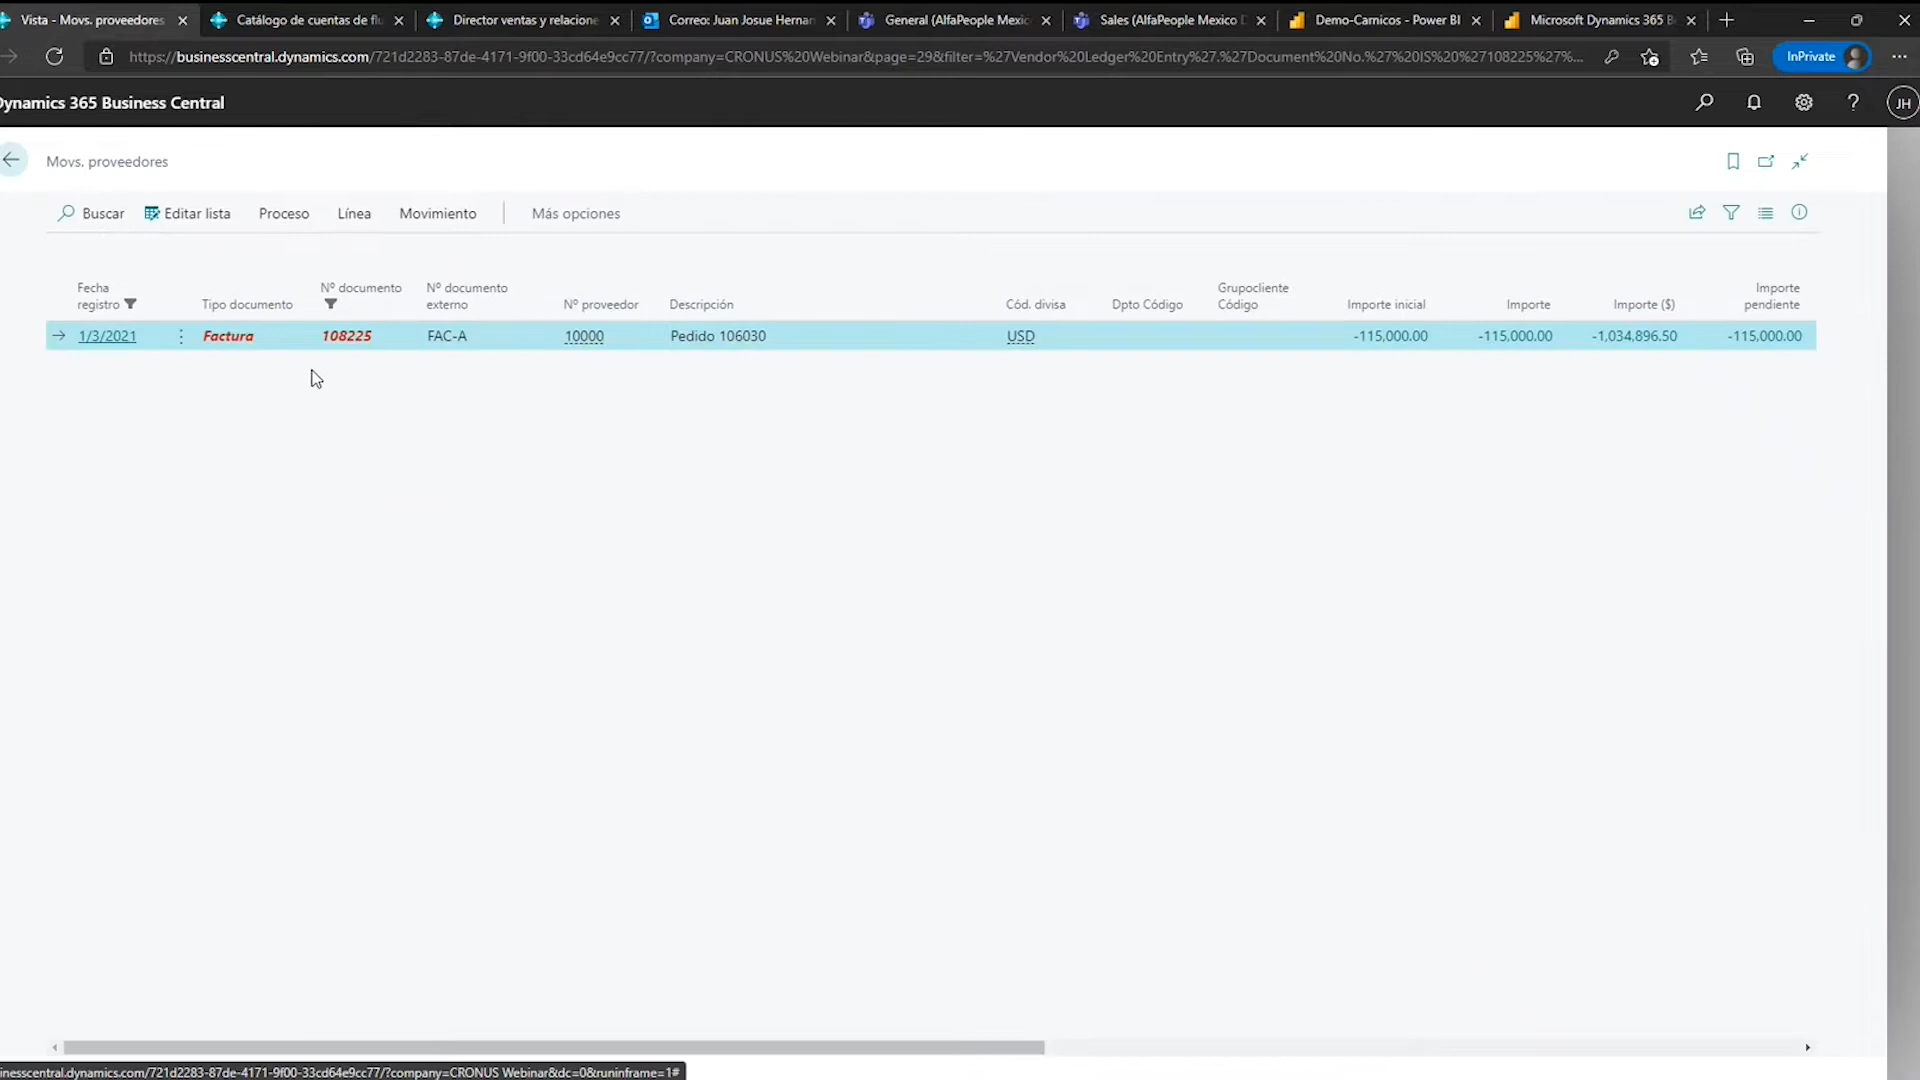 Vista - Movs. proveedores
Catálogo de cuentas de flu
Director ventas y relacione
Correo: Juan Josue Hernan
General (AlfaPeople Mexic
Sales (AlfaPeople Mexico D
Demo-Carnicos - Power BI
Microsoft Dynamics 365 B
https://businesscentral.dynamics.com/721d2283-87de-4171-9f00-33cd64e9cc77/?company=CRONUS%20Webinar&page=29&filter=%27Vendor%20Ledger%20Entry%27.%27Document%20No.%27%20IS%20%27108225%27%...
InPrivate
Dynamics 365 Business Central
JH
Movs. proveedores
Buscar
Editar lista
Proceso
Línea
Movimiento
Más opciones
Fecha registro
Tipo documento
Nº documento
Nº documento externo
Nº proveedor
Descripción
Cód. divisa
Dpto Código
Grupocliente Código
Importe inicial
Importe
Importe ($)
Importe pendiente
1/3/2021
Factura
108225
FAC-A
10000
Pedido 106030
USD
-115,000.00
-115,000.00
-1,034,896.50
-115,000.00
inesscentral.dynamics.com/721d2283-87de-4171-9f00-33cd64e9cc77/?company=CRONUS Webinar&dc=0&runinframe=1#